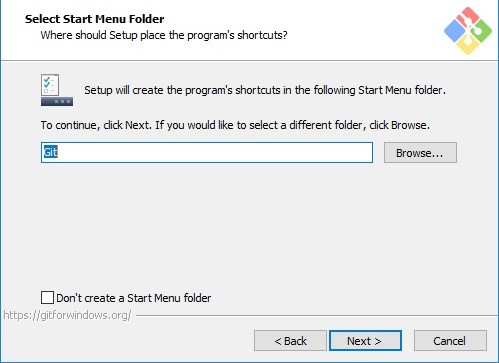 Select Start Menu Folder
Where should Setup place the program's shortcuts?
Setup will create the program's shortcuts in the following Start Menu folder.
To continue, click Next. If you would like to select a different folder, click Browse.
Git
Browse...
Don't create a Start Menu folder
https://gitforwindows.org/
< Back
Next >
Cancel